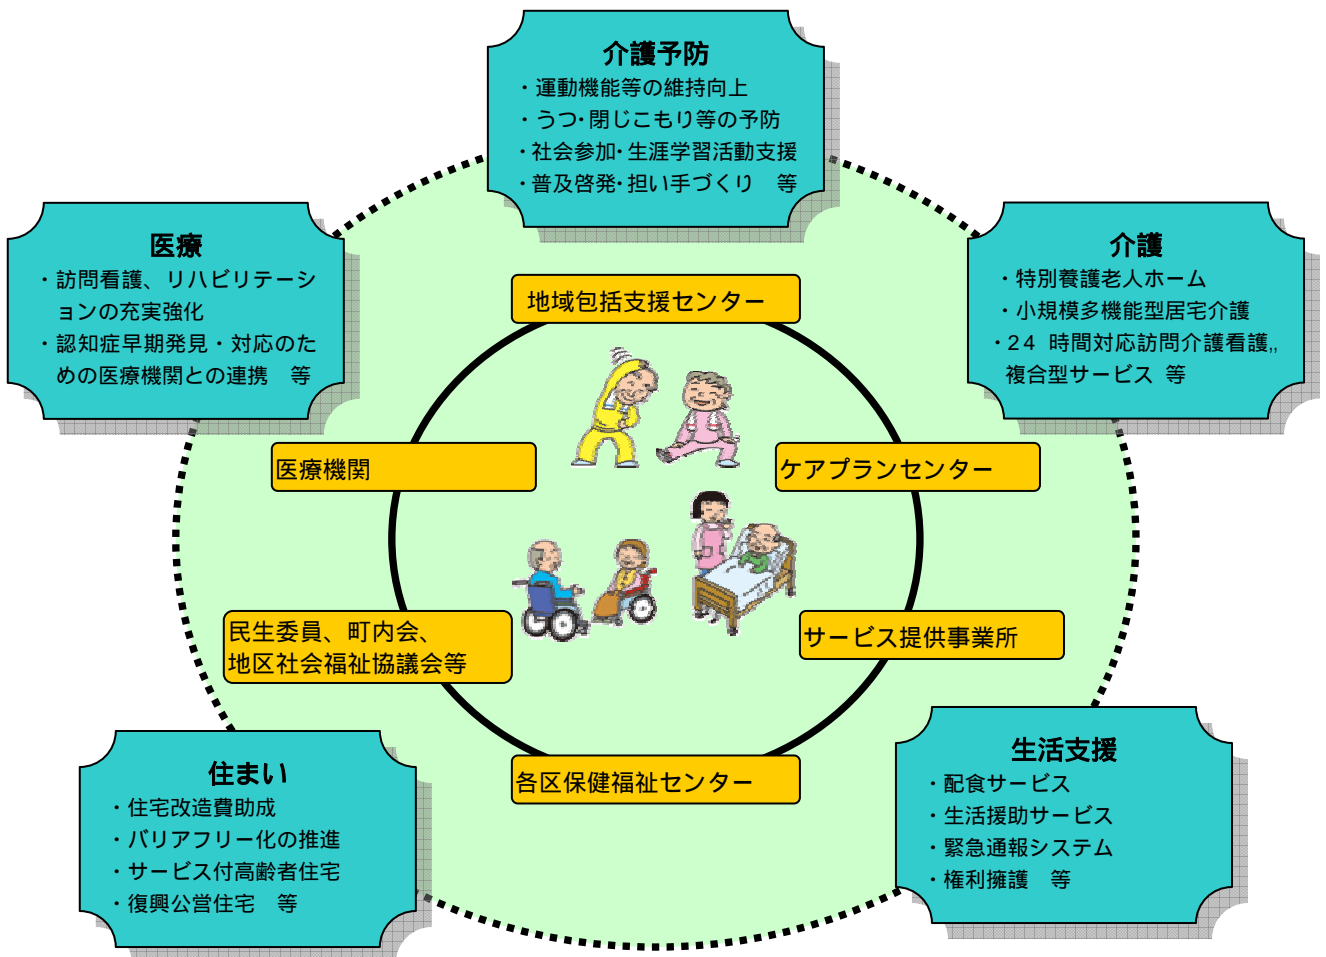 介護予防
・運動機能等の維持向上
・うつ・閉じこもり等の予防
・社会参加・生涯学習活動支援
・普及啓発・担い手づくり　等
医療
・訪問看護、リハビリテーシ
ョンの充実強化
・認知症早期発見・対応のた
めの医療機関との連携　等
介護
・特別養護老人ホーム
・小規模多機能型居宅介護
・24 時間対応訪問介護看護,,
複合型サービス 等
地域包括支援センター
医療機関
ケアプランセンター
民生委員、町内会、
地区社会福祉協議会等
サービス提供事業所
各区保健福祉センター
住まい
・住宅改造費助成
・バリアフリー化の推進
・サービス付高齢者住宅
・復興公営住宅　等
生活支援
・配食サービス
・生活援助サービス
・緊急通報システム
・権利擁護　等